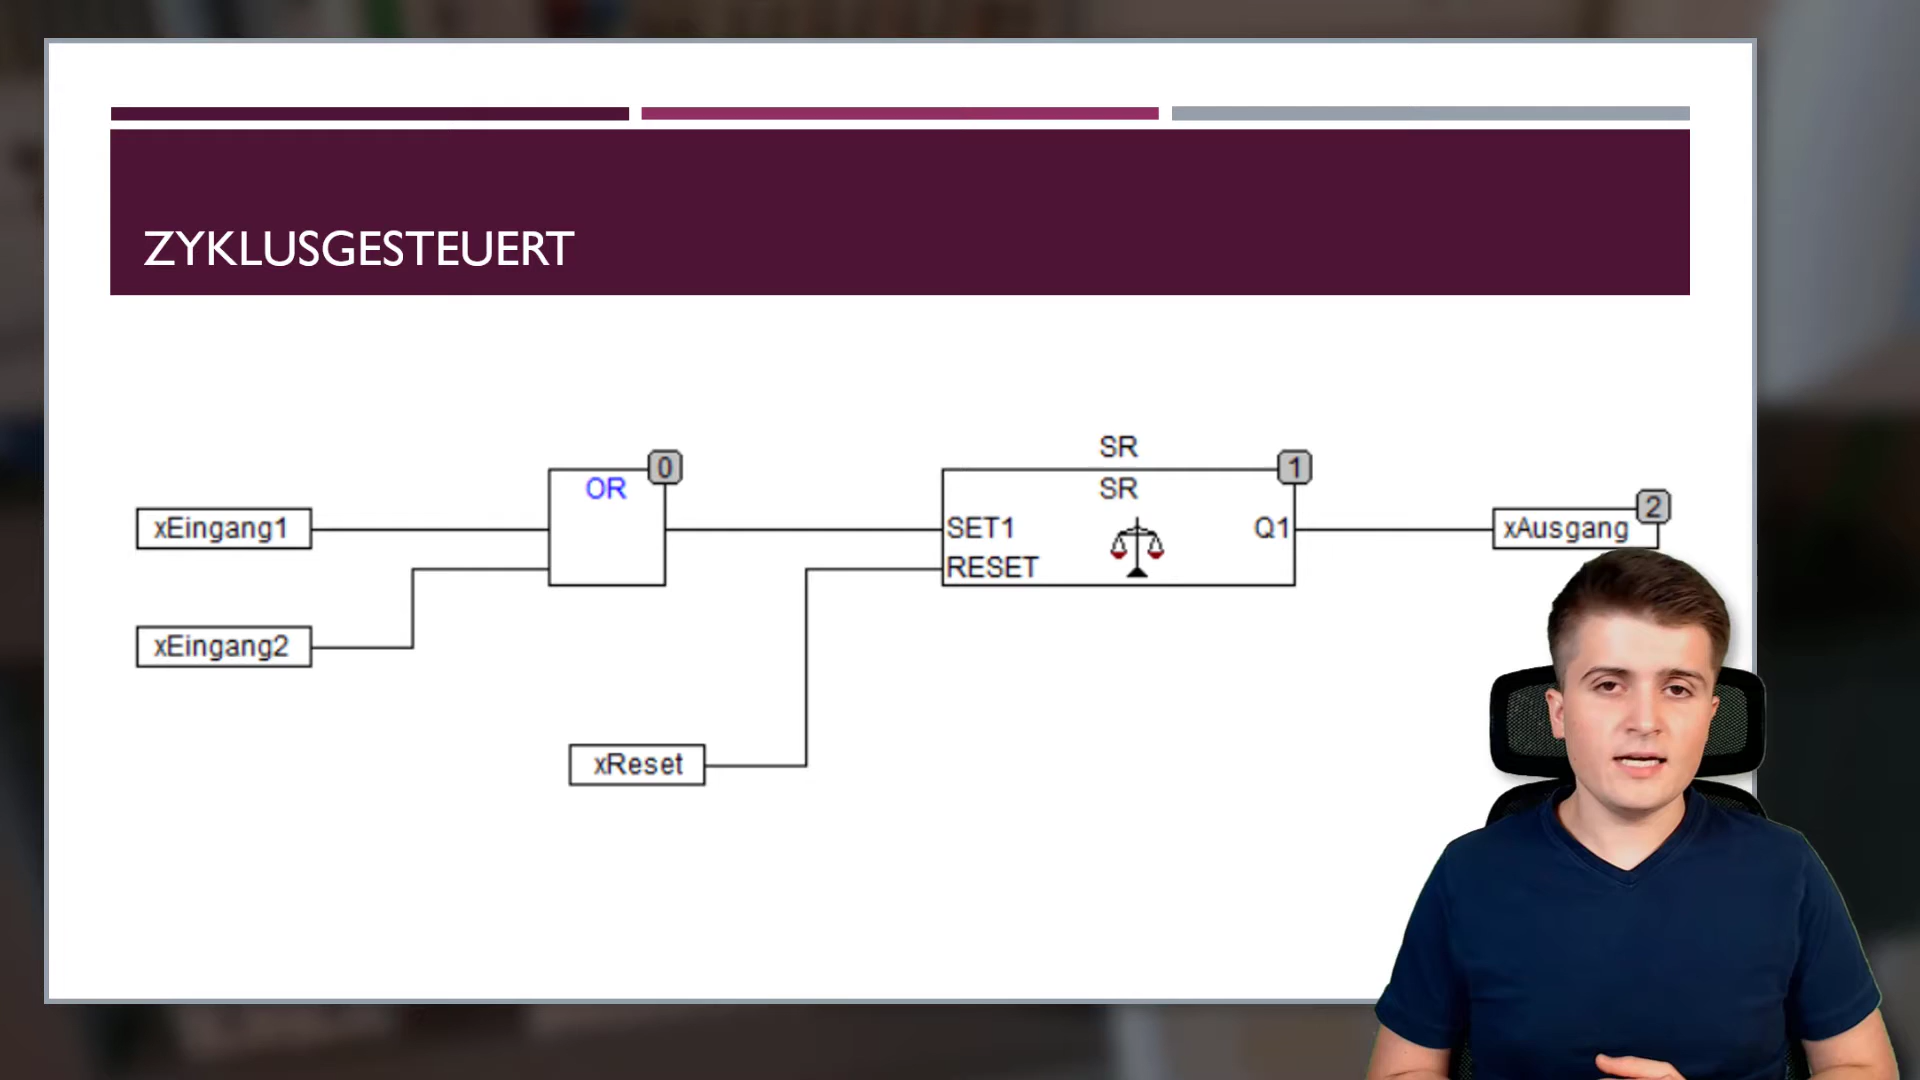 ZYKLUSGESTEUERT
SR
OR 0
SR 1
xEingang1
SET1 Q1
xAusgang 2
RESET
xEingang2
xReset